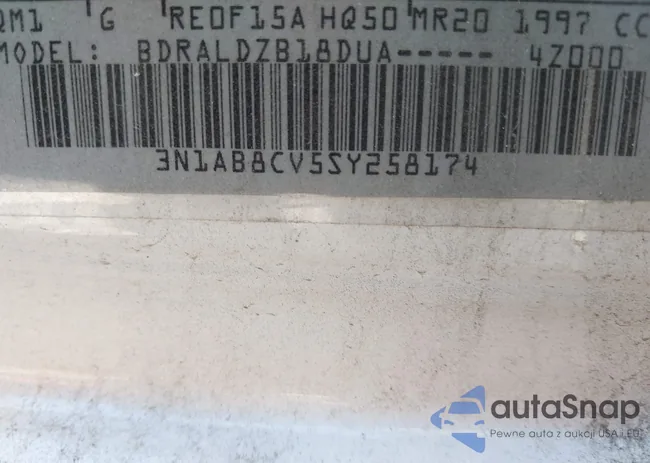 QM1 G RE0F15A HQ50 MR20 1997 CC
MODEL: BDRALDZB18DUA----- 4Z000
3N1AB8CV5SY258174
autaSnap
Pewne auta z aukcji USA i EU